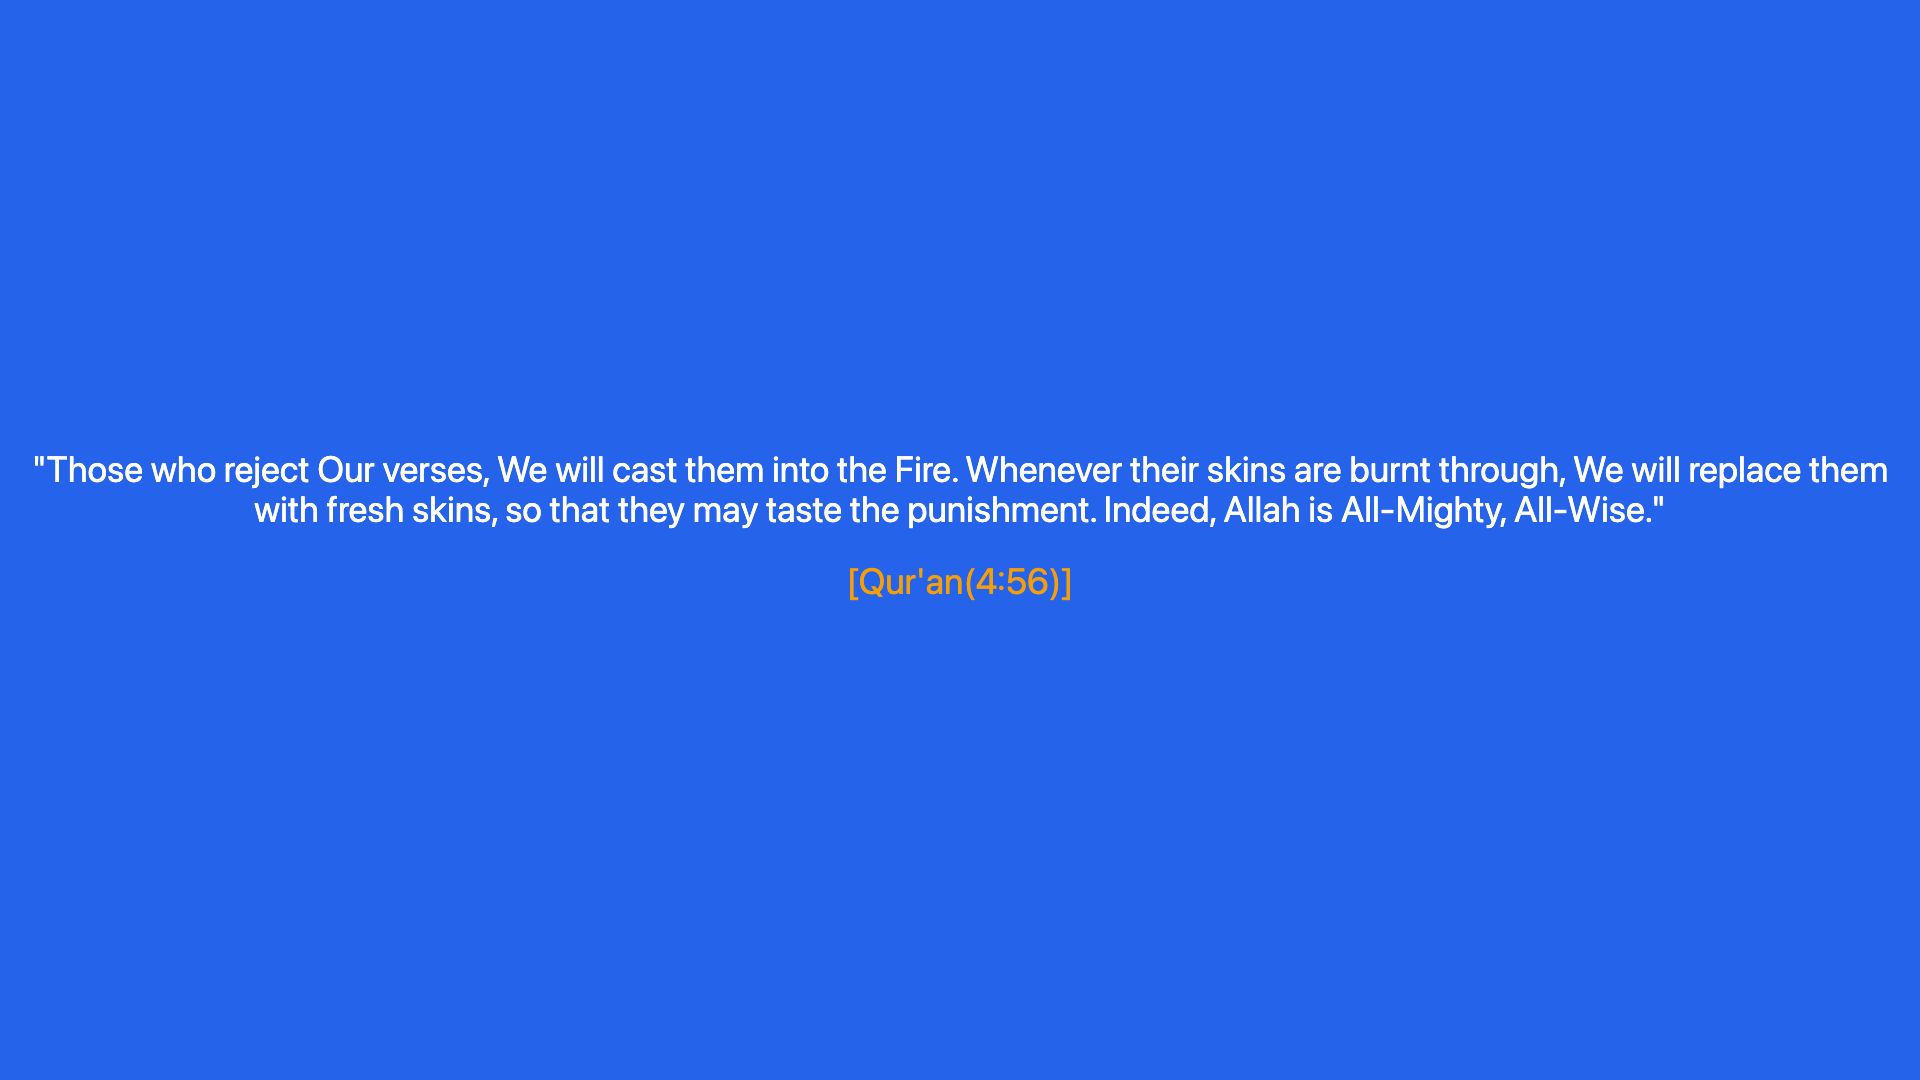 "Those who reject Our verses, We will cast them into the Fire. Whenever their skins are burnt through, We will replace them
with fresh skins, so that they may taste the punishment. Indeed, Allah is All-Mighty, All-Wise."
[Qur'an(4:56)]